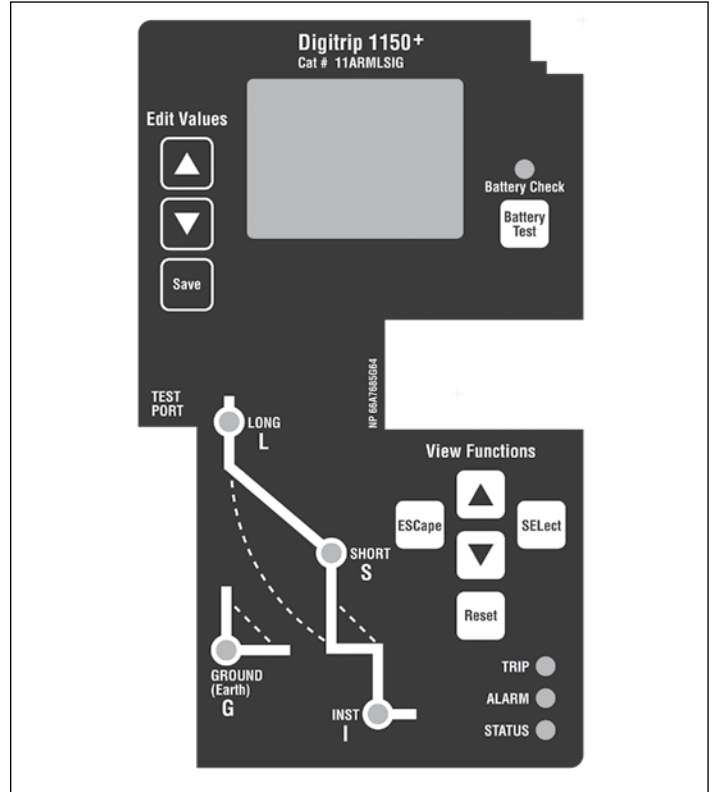 Digitrip 1150+
Cat # 11ARMLSIG
Edit Values
Battery Check
Battery
Test
Save
NP 66A7685G64
TEST
PORT
LONG
L
View Functions
ESCape
SELect
SHORT
S
Reset
GROUND
(Earth)
G
INST
I
TRIP
ALARM
STATUS